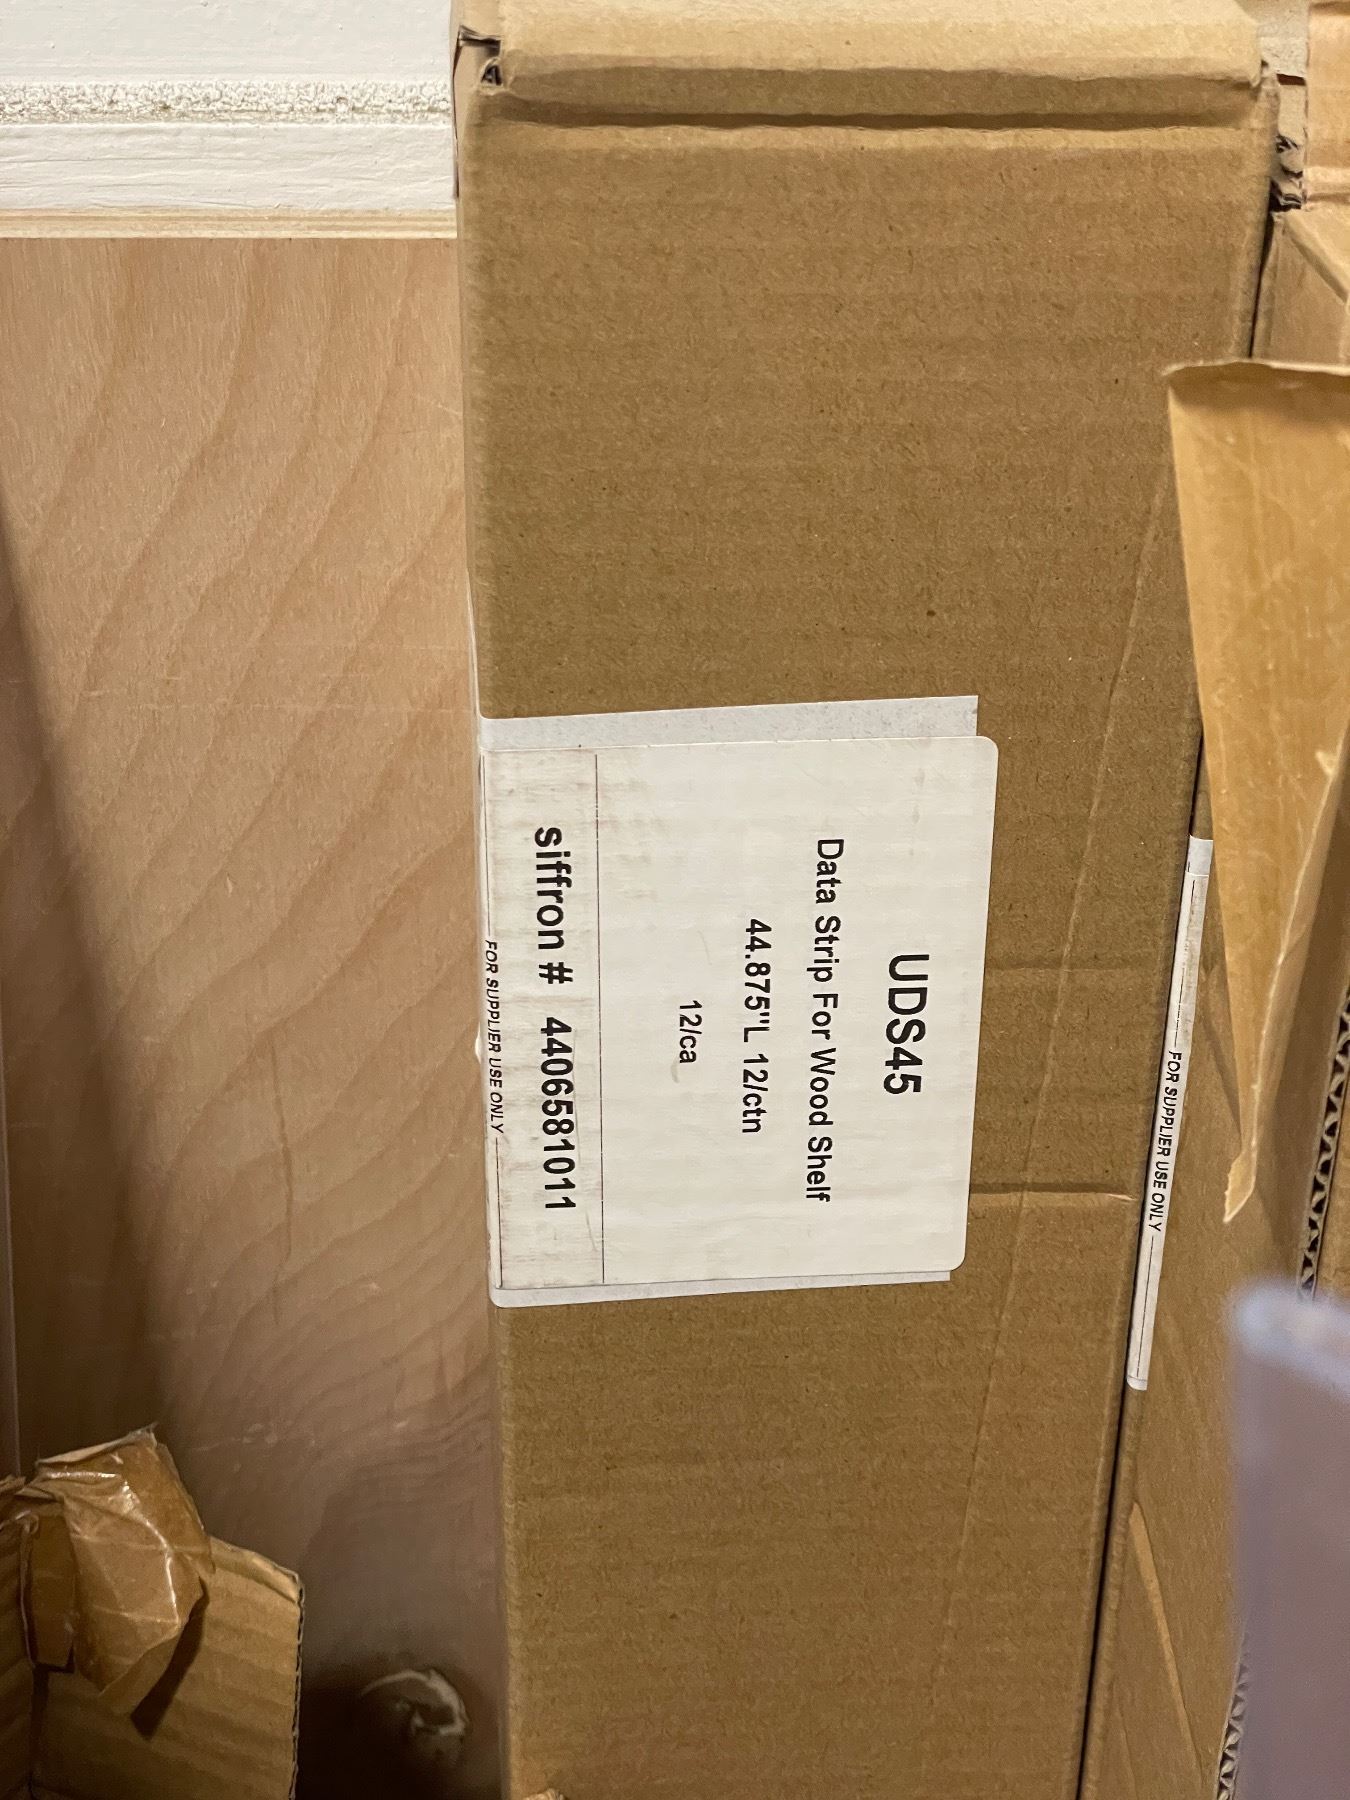 UDS45
Data Strip For Wood Shelf
44.875"L 12/ctn
12/ca
siffron # 4406581011
FOR SUPPLIER USE ONLY
FOR SUPPLIER USE ONLY